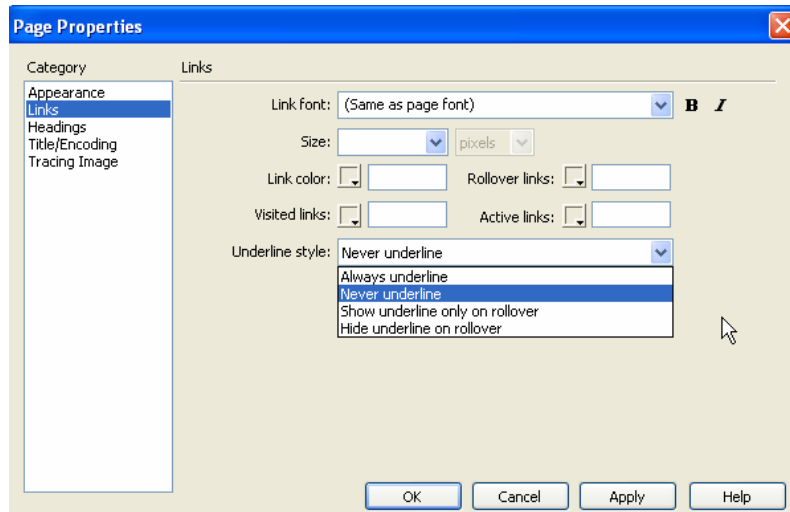 Page Properties
Category
Links
Appearance
Links
Headings
Title/Encoding
Tracing Image
Link font: (Same as page font) B I
Size: pixels
Link color: Rollover links:
Visited links: Active links:
Underline style: Never underline
Always underline
Never underline
Show underline only on rollover
Hide underline on rollover
OK Cancel Apply Help